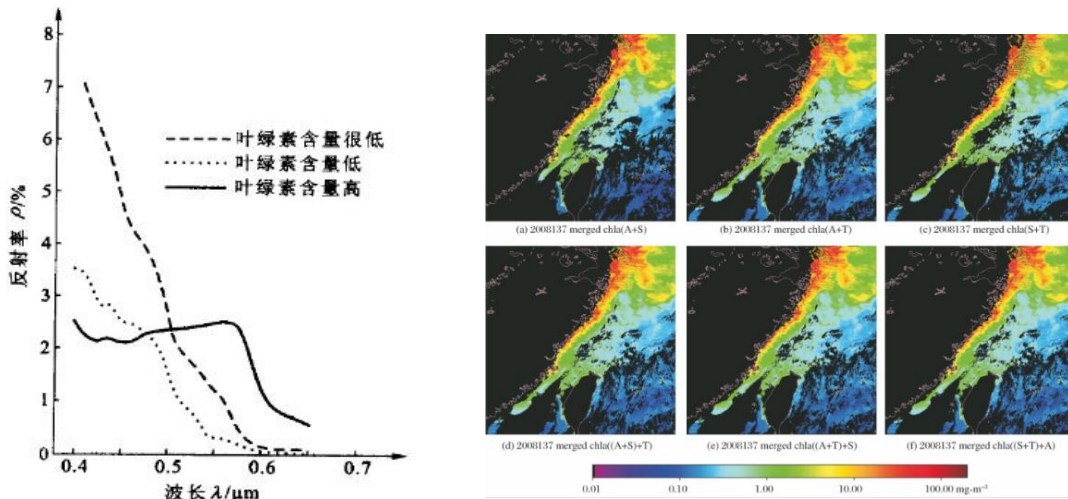 8
7
6
5
4
3
2
1
0
反射率 ρ/%
叶绿素含量很低
叶绿素含量低
叶绿素含量高
0.4 0.5 0.6 0.7
波长 λ/μm
(a) 2008137 merged chla(A+S)
(b) 2008137 merged chla(A+T)
(c) 2008137 merged chla(S+T)
(d) 2008137 merged chla((A+S)+T)
(e) 2008137 merged chla((A+T)+S)
(f) 2008137 merged chla((S+T)+A)
0.01 0.10 1.00 10.00 100.00 mg·m⁻³